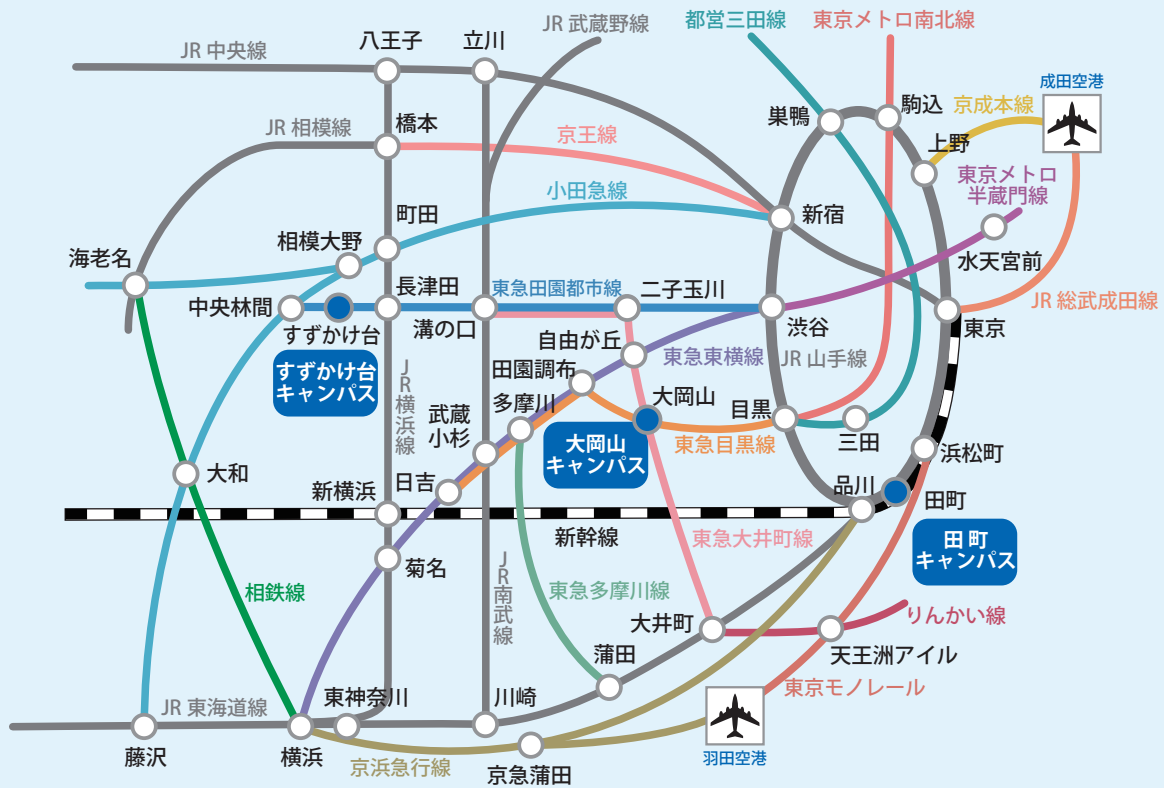 都営三田線
東京メトロ南北線
JR 武蔵野線
八王子
立川
JR 中央線
成田空港
駒込
京成本線
巣鴨
橋本
JR 相模線
京王線
上野
東京メトロ
半蔵門線
小田急線
町田
新宿
相模大野
海老名
水天宮前
長津田
東急田園都市線
二子玉川
JR 総武成田線
中央林間
すずかけ台
溝の口
渋谷
東京
自由が丘
東急東横線
JR 山手線
すずかけ台
キャンパス
JR横浜線
田園調布
武蔵
小杉
多摩川
大岡山
目黒
大岡山
キャンパス
東急目黒線
三田
浜松町
大和
新横浜
日吉
品川
田町
新幹線
東急大井町線
田 町
キャンパス
菊名
JR南武線
相鉄線
東急多摩川線
りんかい線
大井町
天王洲アイル
蒲田
東京モノレール
東神奈川
川崎
JR 東海道線
藤沢
横浜
京浜急行線
京急蒲田
羽田空港